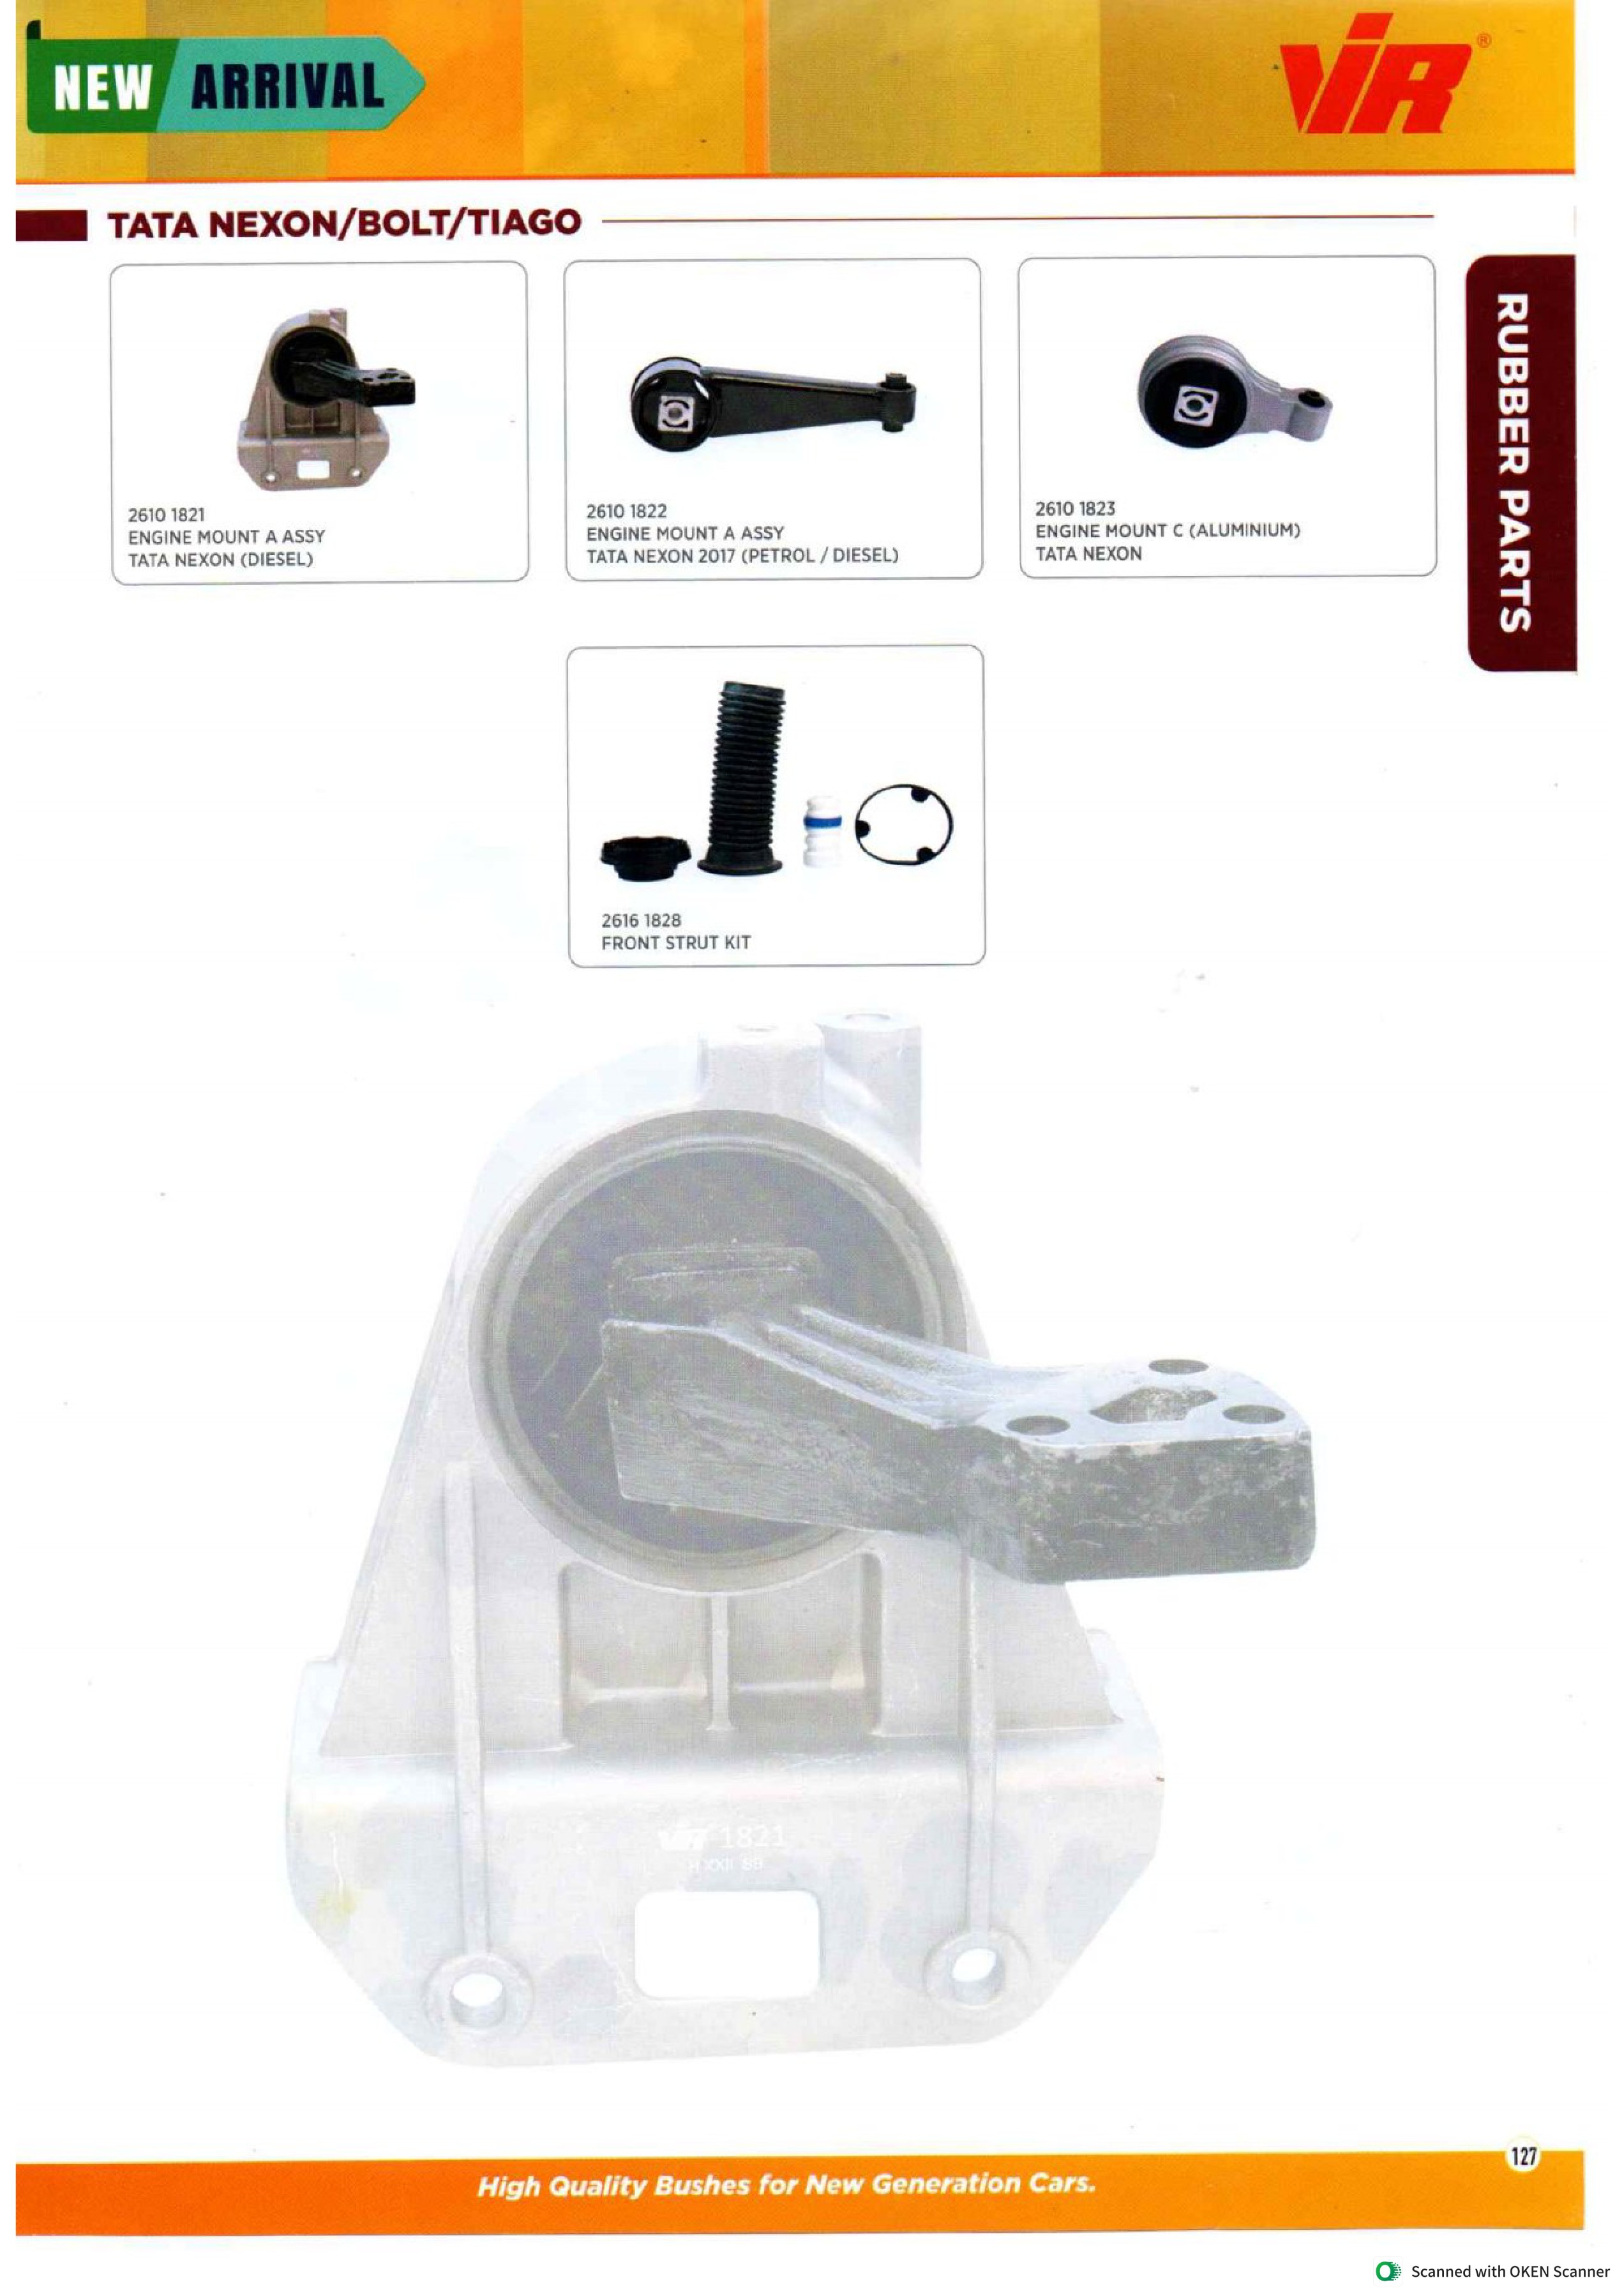 NEW ARRIVAL
ViR®
TATA NEXON/BOLT/TIAGO
RUBBER PARTS
2610 1821
ENGINE MOUNT A ASSY
TATA NEXON (DIESEL)
2610 1822
ENGINE MOUNT A ASSY
TATA NEXON 2017 (PETROL / DIESEL)
2610 1823
ENGINE MOUNT C (ALUMINIUM)
TATA NEXON
2616 1828
FRONT STRUT KIT
ViR 1821
127
High Quality Bushes for New Generation Cars.
Scanned with OKEN Scanner